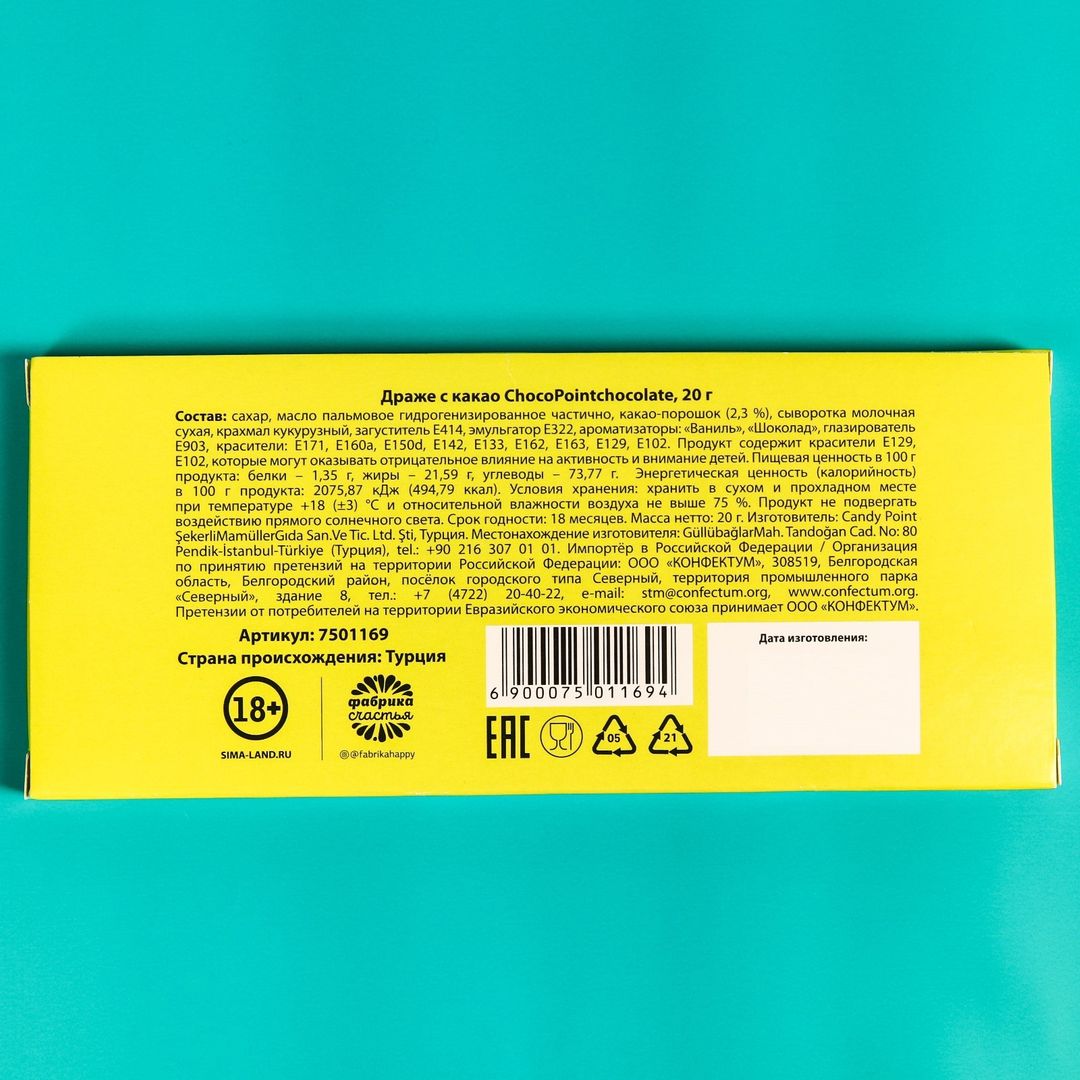 Драже с какао ChocoPointchocolate, 20 г
Состав: сахар, масло пальмовое гидрогенизированное частично, какао-порошок (2,3 %), сыворотка молочная
сухая, крахмал кукурузный, загуститель Е414, эмульгатор Е322, ароматизаторы: «Ваниль», «Шоколад», глазирователь
Е903, красители: Е171, Е160а, Е150d, Е142, Е133, Е162, Е163, Е129, Е102. Продукт содержит красители Е129,
Е102, которые могут оказывать отрицательное влияние на активность и внимание детей. Пищевая ценность в 100 г
продукта: белки – 1,35 г, жиры – 21,59 г, углеводы – 73,77 г. Энергетическая ценность (калорийность)
в 100 г продукта: 2075,87 кДж (494,79 ккал). Условия хранения: хранить в сухом и прохладном месте
при температуре +18 (±3) °С и относительной влажности воздуха не выше 75 %. Продукт не подвергать
воздействию прямого солнечного света. Срок годности: 18 месяцев. Масса нетто: 20 г. Изготовитель: Candy Point
ŞekerliMamüllerGıda San.Ve Tic. Ltd. Şti, Турция. Местонахождение изготовителя: GüllübağlarMah. Tandoğan Cad. No: 80
Pendik-İstanbul-Türkiye (Турция), tel.: +90 216 307 01 01. Импортёр в Российской Федерации / Организация
по принятию претензий на территории Российской Федерации: ООО «КОНФЕКТУМ», 308519, Белгородская
область, Белгородский район, посёлок городского типа Северный, территория промышленного парка
«Северный», здание 8, тел.: +7 (4722) 20-40-22, e-mail: stm@confectum.org, www.confectum.org.
Претензии от потребителей на территории Евразийского экономического союза принимает ООО «КОНФЕКТУМ».
Артикул: 7501169
Страна происхождения: Турция
18+
SIMA-LAND.RU
фабрика
счастья
@fabrikahappy
6 900075 011694
EAC
05
21
Дата изготовления: